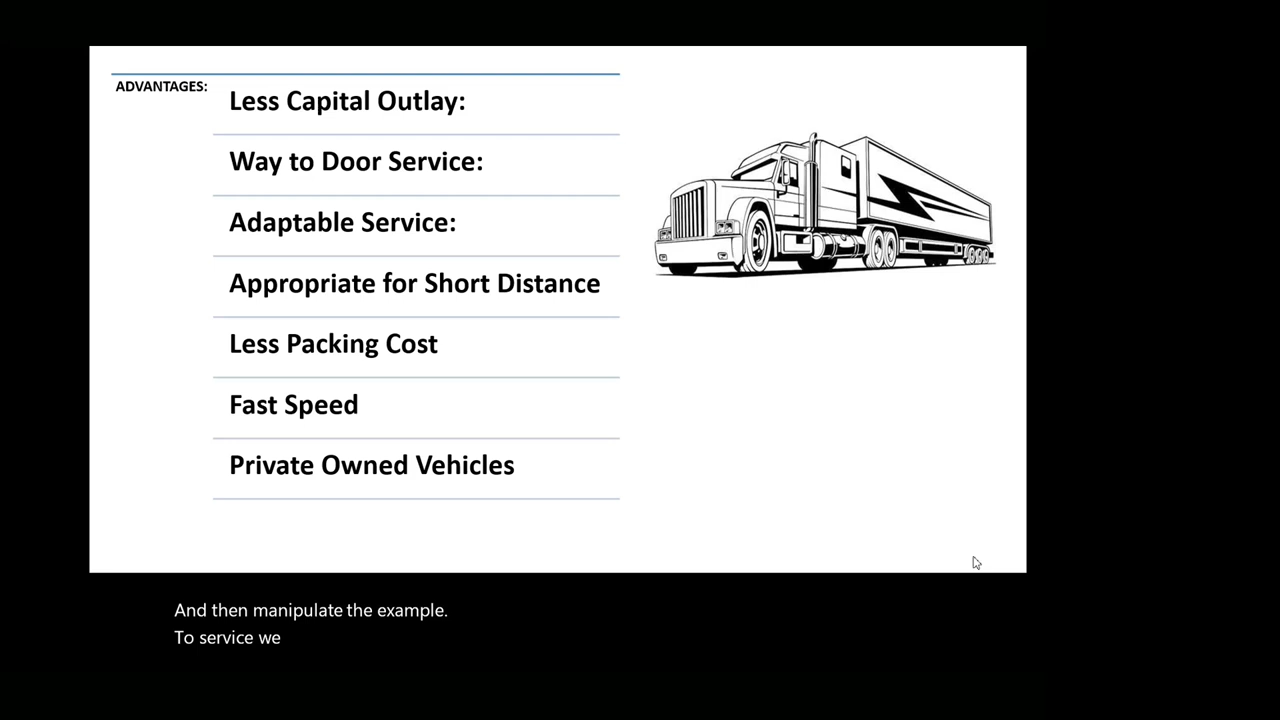 ADVANTAGES:
Less Capital Outlay:
Way to Door Service:
Adaptable Service:
Appropriate for Short Distance
Less Packing Cost
Fast Speed
Private Owned Vehicles
And then manipulate the example.
To service we